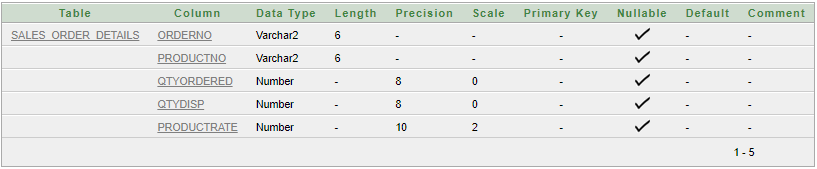 Table Column Data Type Length Precision Scale Primary Key Nullable Default Comment
SALES_ORDER_DETAILS ORDERNO Varchar2 6 - - - ✓ - -
PRODUCTNO Varchar2 6 - - - ✓ - -
QTYORDERED Number - 8 0 - ✓ - -
QTYDISP Number - 8 0 - ✓ - -
PRODUCTRATE Number - 10 2 - ✓ - -
1 - 5